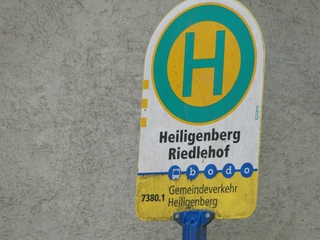 H
Heiligenberg
Riedlehof
bodo
7380.1 Gemeindeverkehr
Heiligenberg